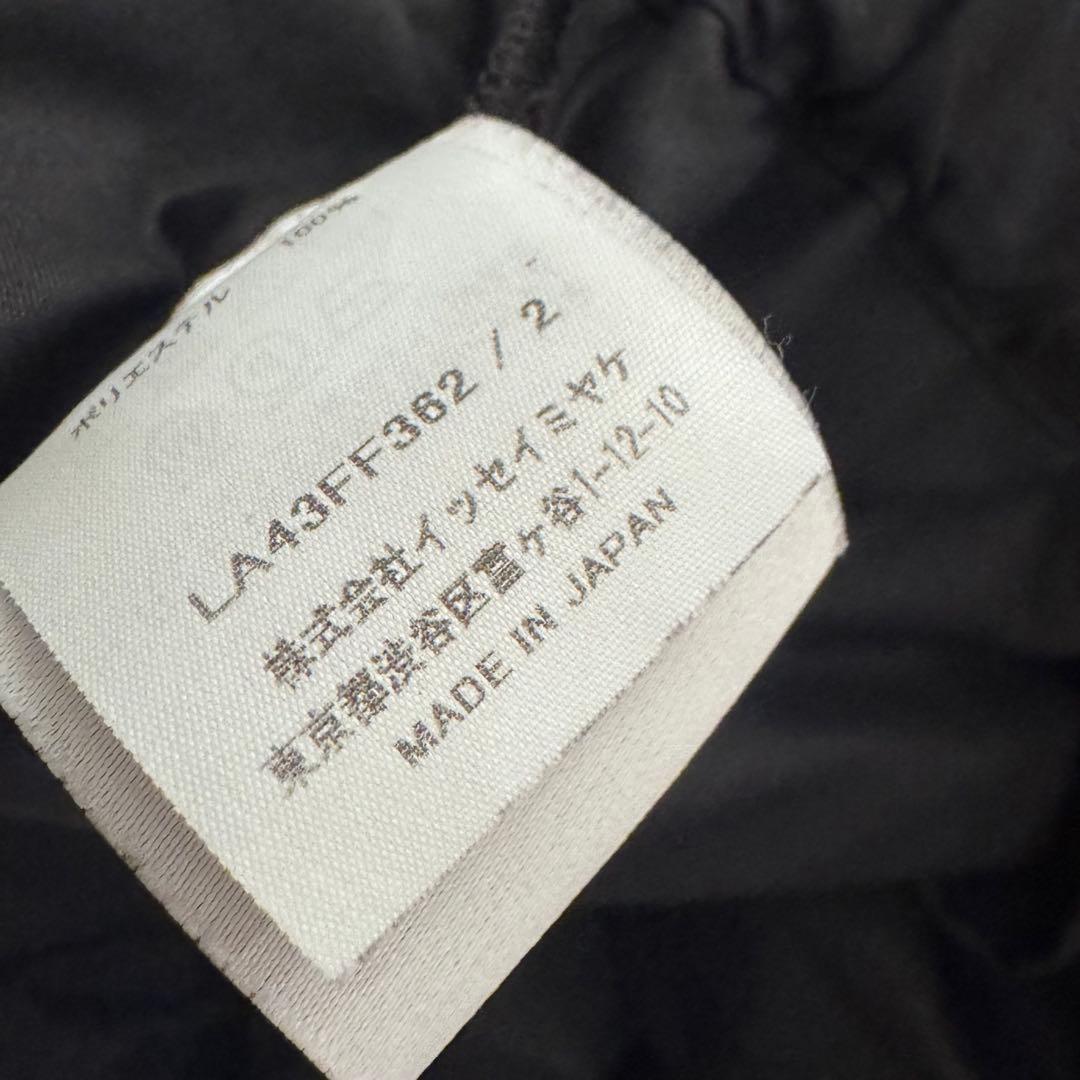 ポリエステル 100%
LA43FF362 / 2
株式会社イッセイミヤケ
東京都渋谷区富ケ谷1-12-10
MADE IN JAPAN